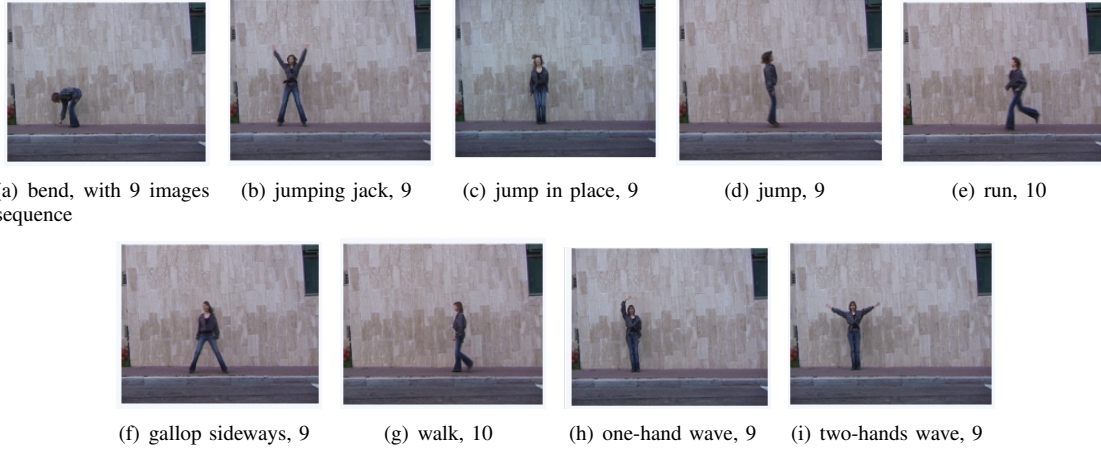 (a) bend, with 9 images
sequence
(b) jumping jack, 9
(c) jump in place, 9
(d) jump, 9
(e) run, 10
(f) gallop sideways, 9
(g) walk, 10
(h) one-hand wave, 9
(i) two-hands wave, 9